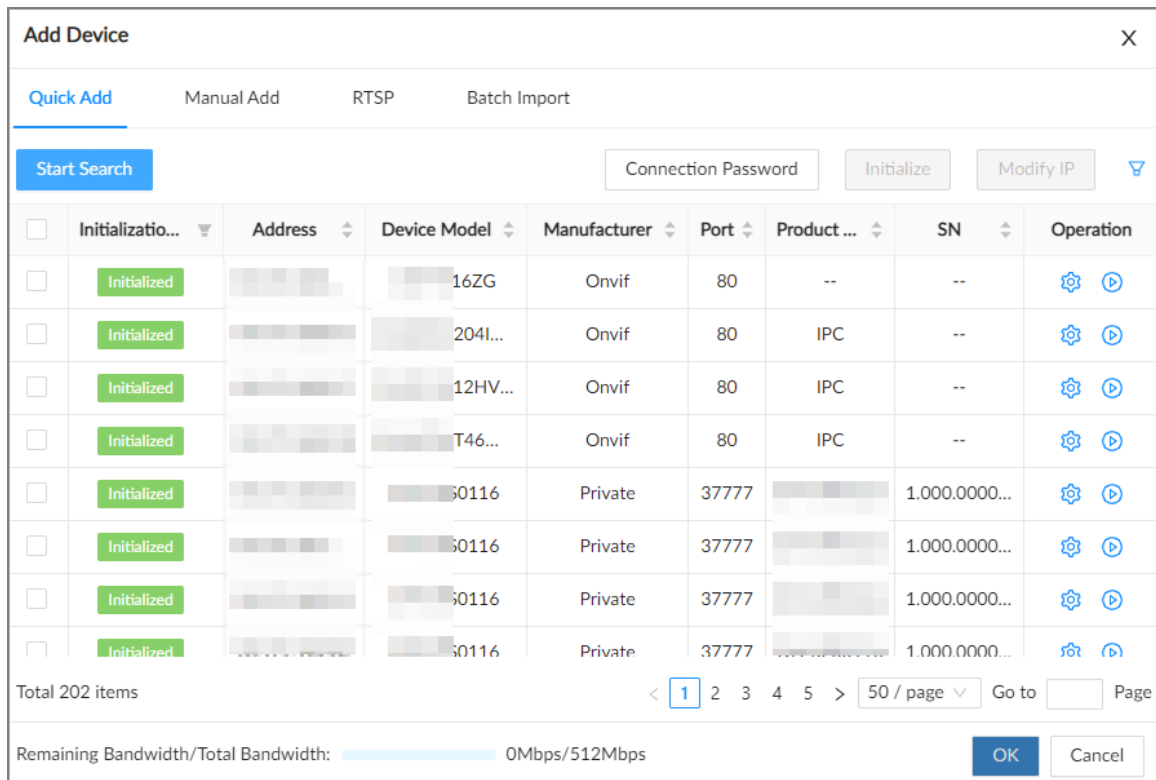 Add Device X
Quick Add Manual Add RTSP Batch Import
Start Search Connection Password Initialize Modify IP
Initializatio... Address Device Model Manufacturer Port Product ... SN Operation
Initialized 16ZG Onvif 80 -- --
Initialized 204I... Onvif 80 IPC --
Initialized 12HV... Onvif 80 IPC --
Initialized T46... Onvif 80 IPC --
Initialized S0116 Private 37777 1.000.0000...
Initialized S0116 Private 37777 1.000.0000...
Initialized S0116 Private 37777 1.000.0000...
Initialized S0116 Private 37777 1.000.0000...
Total 202 items < 1 2 3 4 5 > 50 / page Go to Page
Remaining Bandwidth/Total Bandwidth: 0Mbps/512Mbps OK Cancel